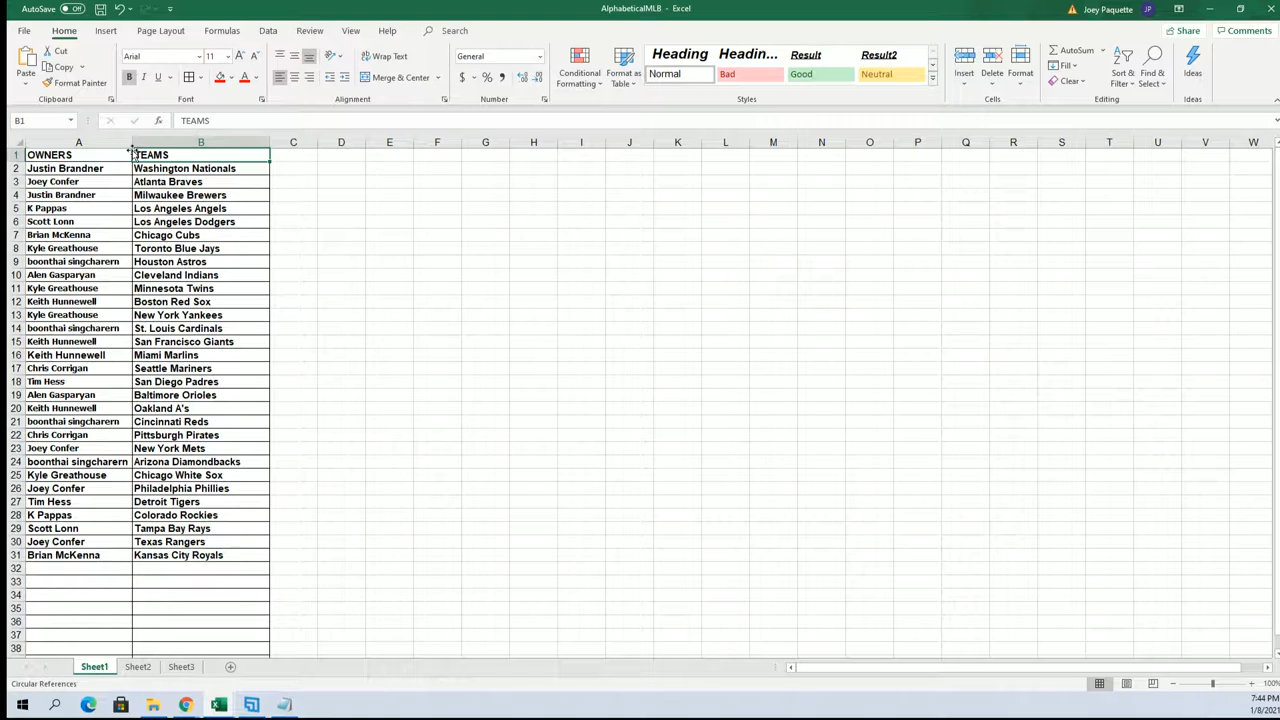 AutoSave Off AlphabeticalMLB - Excel Joey Paquette JP
File Home Insert Page Layout Formulas Data Review View Help Search Share Comments
Paste Cut Copy Format Painter Clipboard
Arial 11 A A B I U A Font
Wrap Text Merge & Center Alignment
General $ % Number
Conditional Formatting Format as Table
Heading Headin... Result Result2
Normal Bad Good Neutral
Styles
Insert Delete Format Cells
AutoSum Fill Clear Sort & Filter Find & Select Editing
Ideas Ideas
B1 fx TEAMS
A B C D E F G H I J K L M N O P Q R S T U V W
1 OWNERS TEAMS
2 Justin Brandner Washington Nationals
3 Joey Confer Atlanta Braves
4 Justin Brandner Milwaukee Brewers
5 K Pappas Los Angeles Angels
6 Scott Lonn Los Angeles Dodgers
7 Brian McKenna Chicago Cubs
8 Kyle Greathouse Toronto Blue Jays
9 boonthai singcharern Houston Astros
10 Alen Gasparyan Cleveland Indians
11 Kyle Greathouse Minnesota Twins
12 Keith Hunnewell Boston Red Sox
13 Kyle Greathouse New York Yankees
14 boonthai singcharern St. Louis Cardinals
15 Keith Hunnewell San Francisco Giants
16 Keith Hunnewell Miami Marlins
17 Chris Corrigan Seattle Mariners
18 Tim Hess San Diego Padres
19 Alen Gasparyan Baltimore Orioles
20 Keith Hunnewell Oakland A's
21 boonthai singcharern Cincinnati Reds
22 Chris Corrigan Pittsburgh Pirates
23 Joey Confer New York Mets
24 boonthai singcharern Arizona Diamondbacks
25 Kyle Greathouse Chicago White Sox
26 Joey Confer Philadelphia Phillies
27 Tim Hess Detroit Tigers
28 K Pappas Colorado Rockies
29 Scott Lonn Tampa Bay Rays
30 Joey Confer Texas Rangers
31 Brian McKenna Kansas City Royals
32
33
34
35
36
37
38
Sheet1 Sheet2 Sheet3
Circular References 100%
7:44 PM
1/8/2021